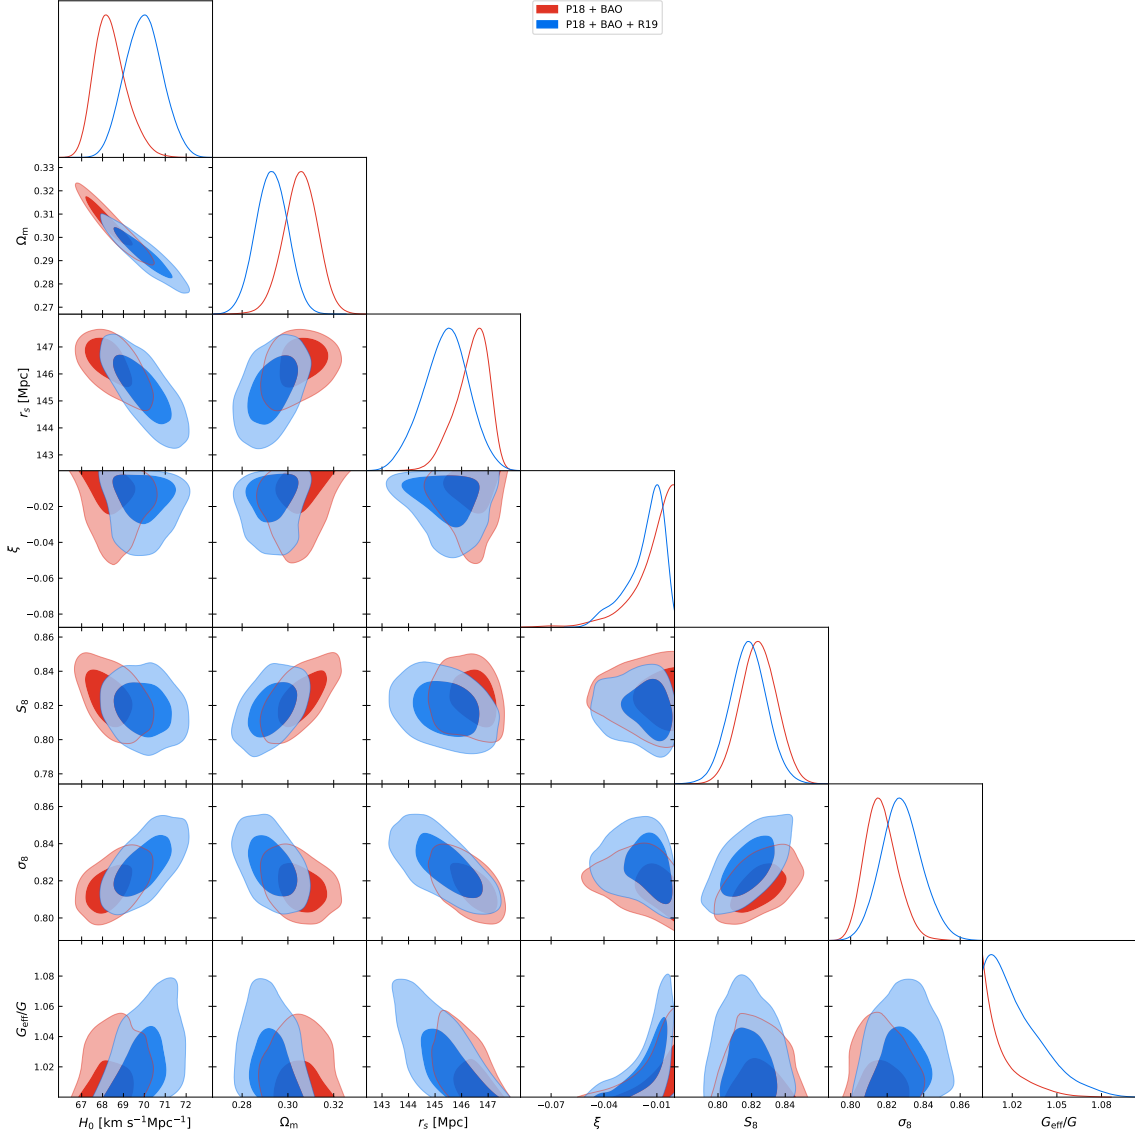 P18 + BAO
P18 + BAO + R19
0.33
0.32
0.31
0.30
0.29
0.28
0.27
Ωm
147
146
145
144
143
rs [Mpc]
−0.02
−0.04
−0.06
−0.08
ξ
0.86
0.84
0.82
0.80
0.78
S8
0.86
0.84
0.82
0.80
σ8
1.08
1.06
1.04
1.02
Geff/G
67 68 69 70 71 72
0.28 0.30 0.32
143 144 145 146 147
−0.07 −0.04 −0.01
0.80 0.82 0.84
0.80 0.82 0.84 0.86
1.02 1.05 1.08
H0 [km s−1Mpc−1]
Ωm
rs [Mpc]
ξ
S8
σ8
Geff/G